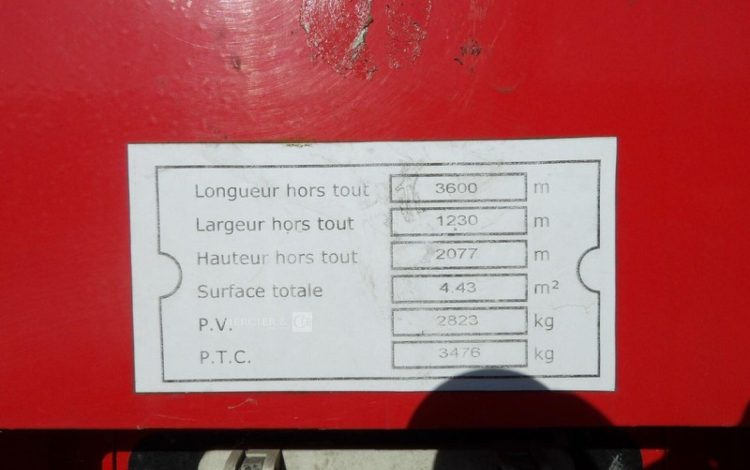 Longueur hors tout 3600 m
Largeur hors tout 1230 m
Hauteur hors tout 2077 m
Surface totale 4.43 m²
P.V. 2823 kg
P.T.C. 3476 kg